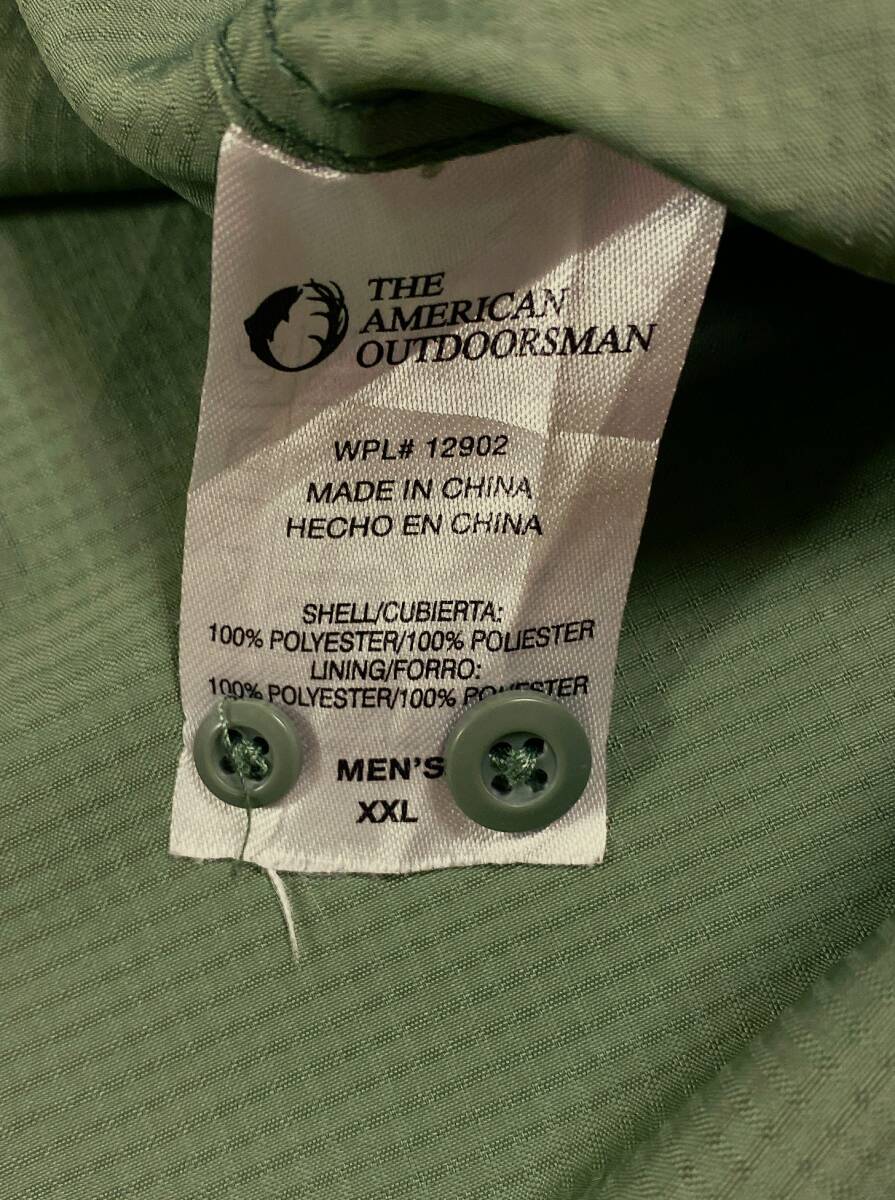 THE
AMERICAN
OUTDOORSMAN
WPL# 12902
MADE IN CHINA
HECHO EN CHINA
SHELL/CUBIERTA:
100% POLYESTER/100% POLIESTER
LINING/FORRO:
100% POLYESTER/100%
MEN'S
XXL